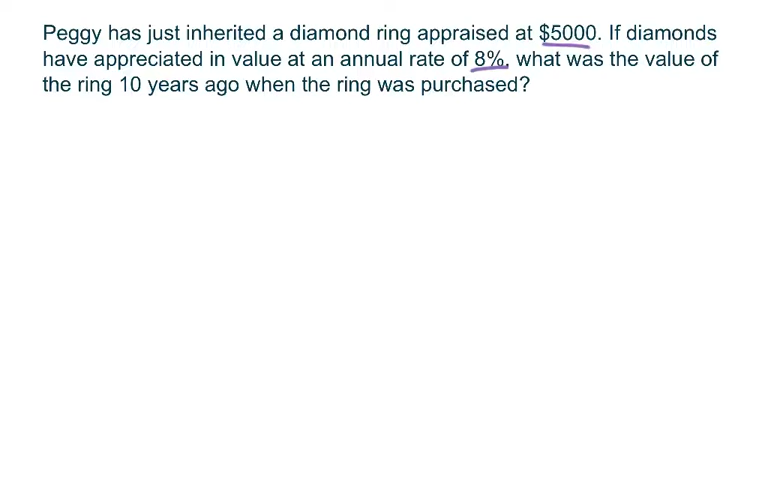 Peggy has just inherited a diamond ring appraised at $5000. If diamonds
have appreciated in value at an annual rate of 8%, what was the value of
the ring 10 years ago when the ring was purchased?